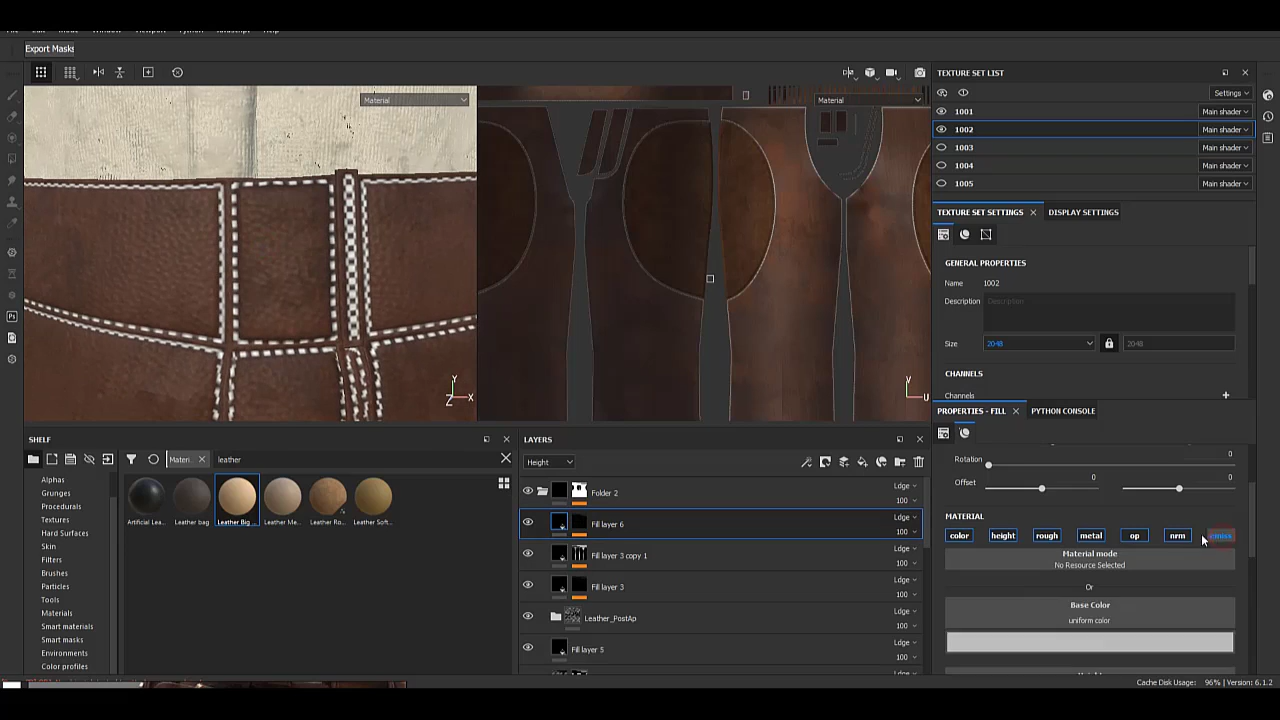 Export Masks
Material
Material
TEXTURE SET LIST
Settings
1001
Main shader
1002
Main shader
1003
Main shader
1004
Main shader
1005
Main shader
TEXTURE SET SETTINGS
DISPLAY SETTINGS
GENERAL PROPERTIES
Name
1002
Description
Description
Size
2048
2048
CHANNELS
Channels
PROPERTIES - FILL
PYTHON CONSOLE
Rotation
0
Offset
0
0
MATERIAL
color
height
rough
metal
op
nrm
emiss
Material mode
No Resource Selected
Or
Base Color
uniform color
Y
Z
X
V
U
SHELF
Materi...
leather
Alphas
Grunges
Procedurals
Textures
Hard Surfaces
Skin
Filters
Brushes
Particles
Tools
Materials
Smart materials
Smart masks
Environments
Color profiles
Artificial Lea...
Leather bag
Leather Big ...
Leather Me...
Leather Ro...
Leather Soft...
LAYERS
Height
Folder 2
Ldge
100
Fill layer 6
Ldge
100
Fill layer 3 copy 1
Ldge
100
Fill layer 3
Ldge
100
Leather_PostAp
Ldge
100
Fill layer 5
Ldge
100
Cache Disk Usage: 96% | Version: 6.1.2